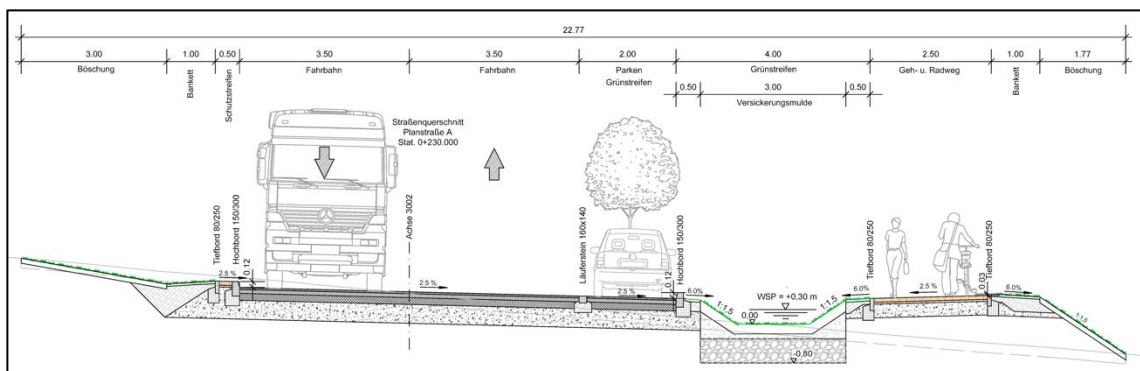 22.77
3.00 1.00 0.50 3.50 3.50 2.00 4.00 2.50 1.00 1.77
Böschung
Bankett
Schutzstreifen
Fahrbahn
Fahrbahn
Parken
Grünstreifen
Grünstreifen
Geh- u. Radweg
Bankett
Böschung
0.50 3.00 0.50
Versickerungsmulde
Straßenquerschnitt
Planstraße A
Stat. 0+230.000
Tiefbord 80/250
Hochbord 150/300
Achse 3002
Läuferstein 160x140
Hochbord 150/300
Tiefbord 80/250
Tiefbord 80/250
2.5 %
0.12
2.5 %
2.5 %
0.12
6.0%
1:1,5
WSP = +0,30 m
0.00
1:1,5
6.0%
2.5 %
0.03
6.0%
1:1,5
-0,80